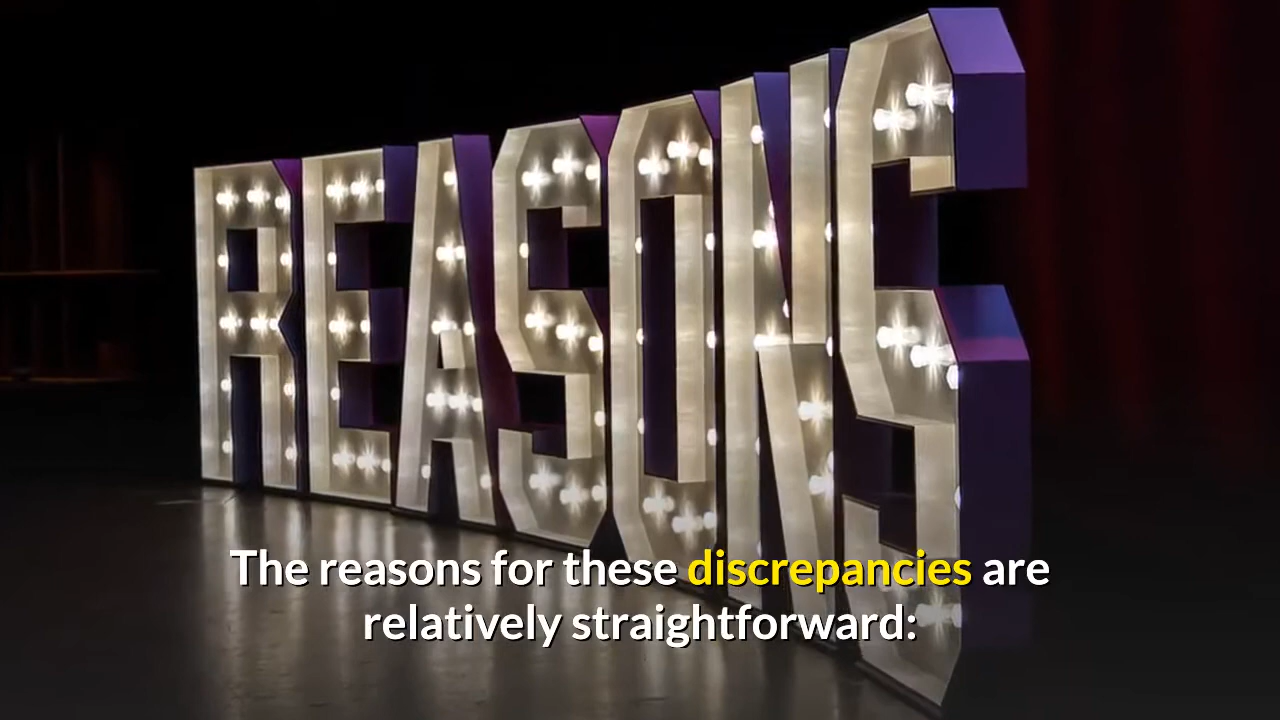 REASONS
The reasons for these discrepancies are
relatively straightforward: